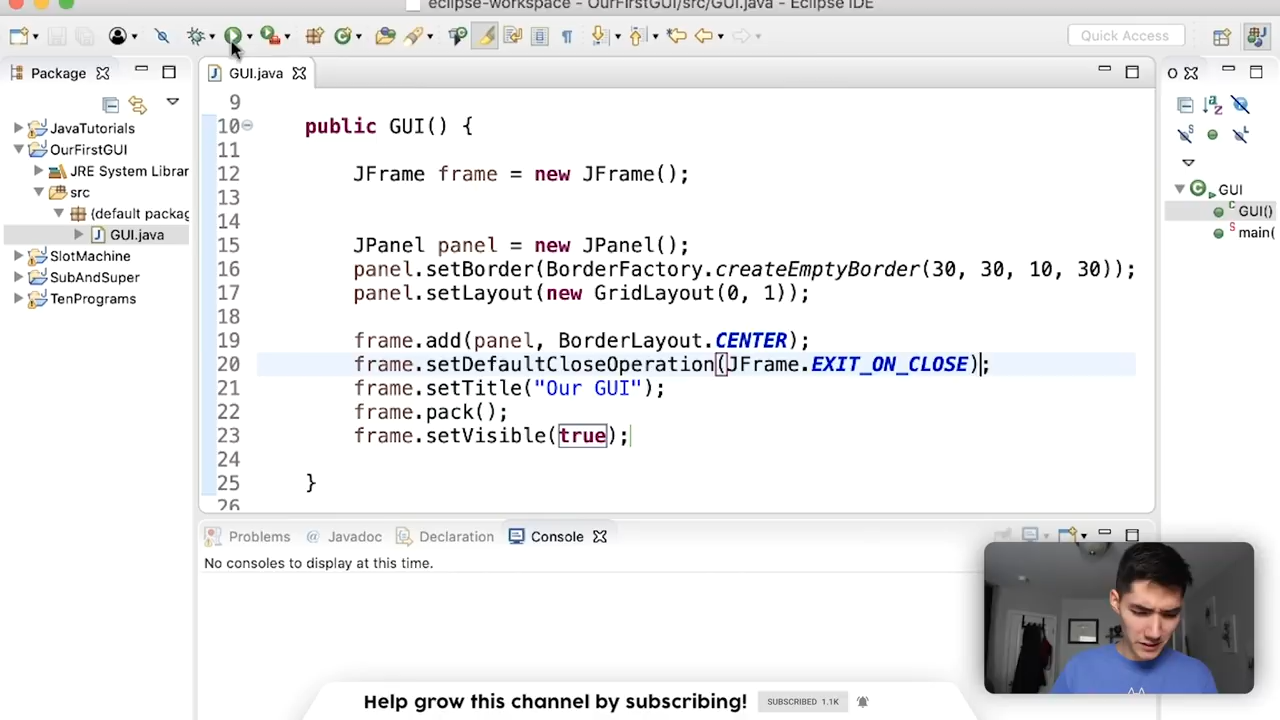 eclipse-workspace - OurFirstGUI/src/GUI.java - Eclipse IDE
Quick Access
Package
GUI.java
O
JavaTutorials
OurFirstGUI
JRE System Librar
src
(default packag
GUI.java
SlotMachine
SubAndSuper
TenPrograms
9
10 public GUI() {
11
12 JFrame frame = new JFrame();
13
14
15 JPanel panel = new JPanel();
16 panel.setBorder(BorderFactory.createEmptyBorder(30, 30, 10, 30));
17 panel.setLayout(new GridLayout(0, 1));
18
19 frame.add(panel, BorderLayout.CENTER);
20 frame.setDefaultCloseOperation(JFrame.EXIT_ON_CLOSE);
21 frame.setTitle("Our GUI");
22 frame.pack();
23 frame.setVisible(true);
24
25 }
26
GUI
GUI()
main(
Problems @ Javadoc Declaration Console
No consoles to display at this time.
Help grow this channel by subscribing! SUBSCRIBED 1.1K